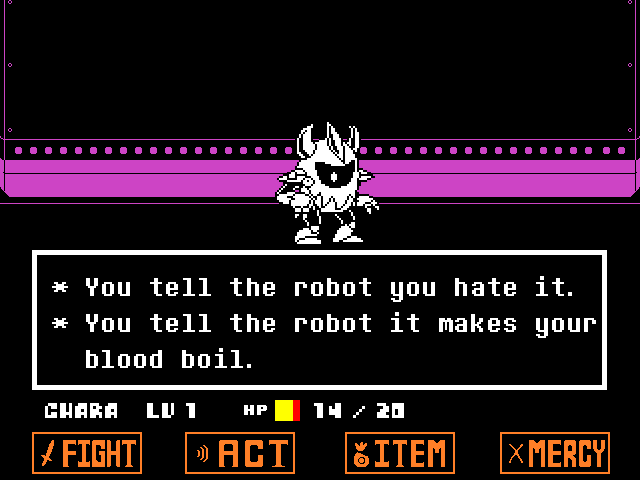 * You tell the robot you hate it.
* You tell the robot it makes your
blood boil.
CHARA LV 1 HP 14 / 20
FIGHT ACT ITEM MERCY